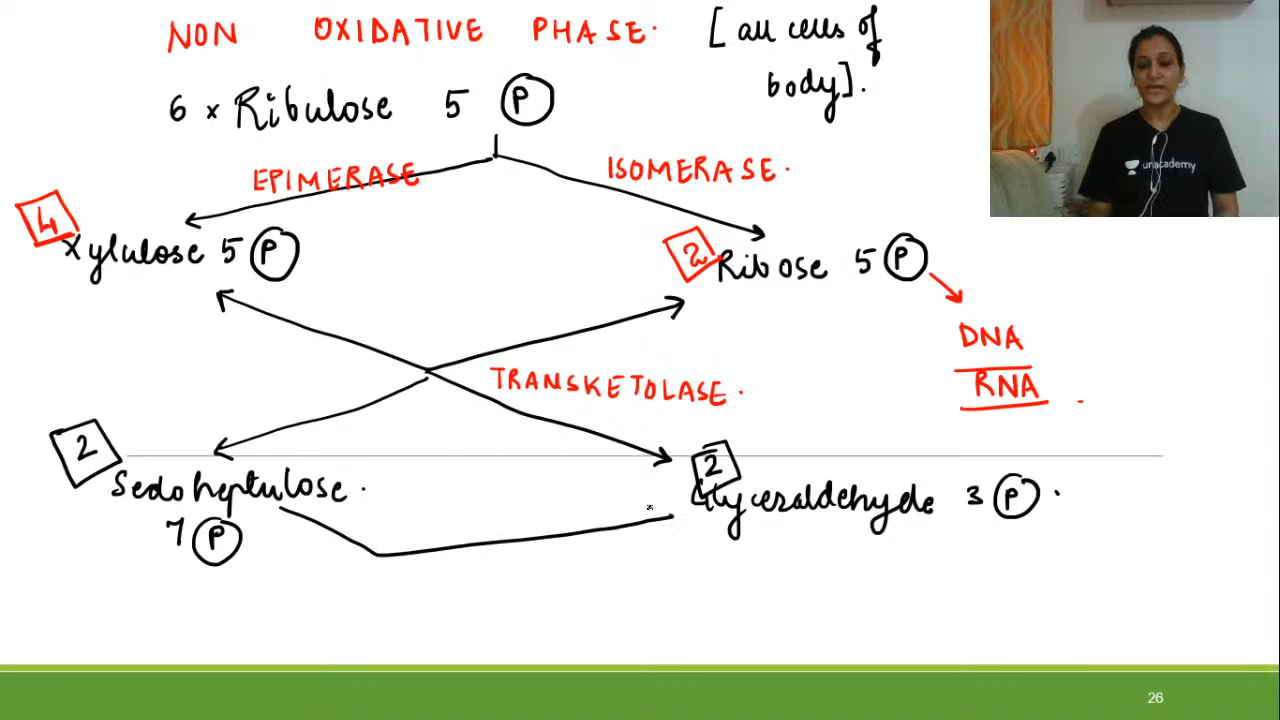 NON OXIDATIVE PHASE. [all cells of body].
6 x Ribulose 5 P
EPIMERASE ISOMERASE.
4 Xylulose 5 P
2 Ribose 5 P
DNA
RNA
TRANSKETOLASE.
2 Sedoheptulose.
7 P
2 Glyceraldehyde 3 P.
unacademy
26